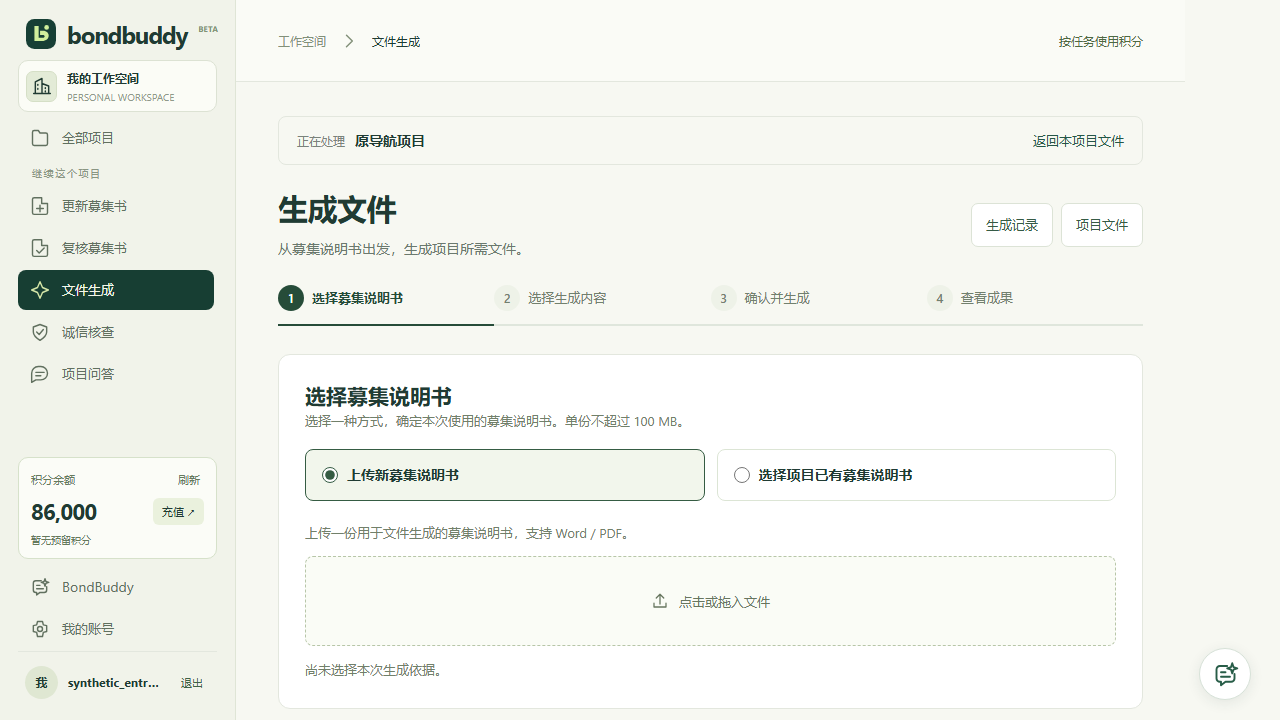 bondbuddy BETA
我的工作空间
PERSONAL WORKSPACE
全部项目
继续这个项目
更新募集书
复核募集书
文件生成
诚信核查
项目问答
积分余额 刷新
86,000 充值 ↗
暂无预留积分
BondBuddy
我的账号
我 synthetic_entr... 退出
工作空间 > 文件生成 按任务使用积分
正在处理 原导航项目 返回本项目文件
生成文件
从募集说明书出发，生成项目所需文件。
生成记录 项目文件
1 选择募集说明书 2 选择生成内容 3 确认并生成 4 查看成果
选择募集说明书
选择一种方式，确定本次使用的募集说明书。单份不超过 100 MB。
上传新募集说明书 选择项目已有募集说明书
上传一份用于文件生成的募集说明书，支持 Word / PDF。
点击或拖入文件
尚未选择本次生成依据。